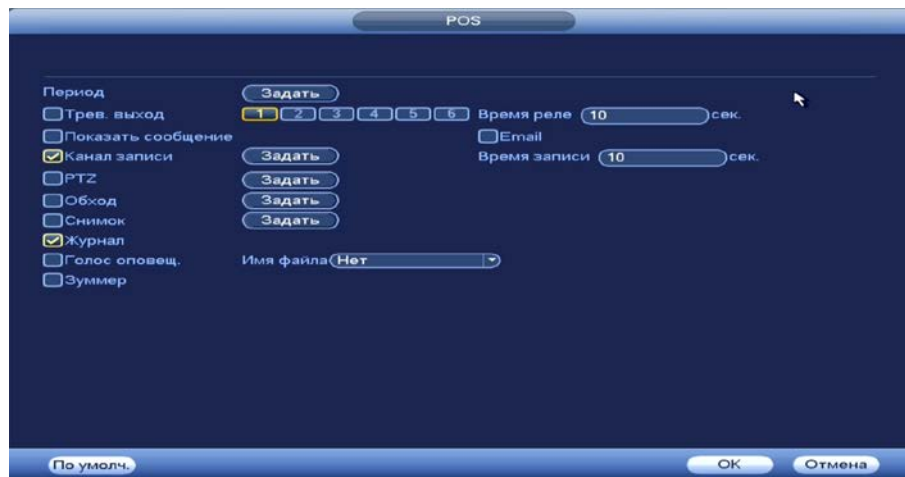 POS
Период Задать
Трев. выход 1 2 3 4 5 6 Время реле 10 сек.
Показать сообщение Email
Канал записи Задать Время записи 10 сек.
PTZ Задать
Обход Задать
Снимок Задать
Журнал
Голос оповещ. Имя файла Нет
Зуммер
По умолч. OK Отмена